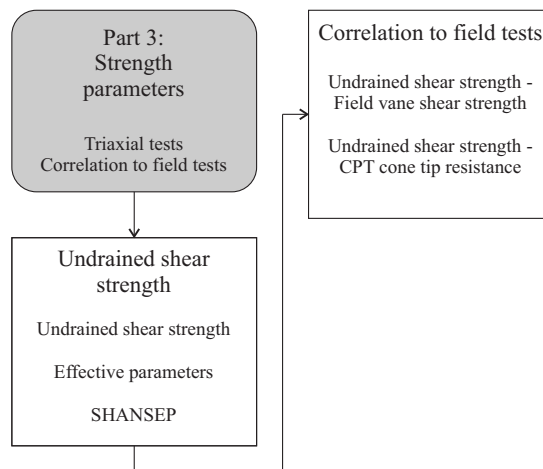 Part 3:
Strength
parameters
Triaxial tests
Correlation to field tests
Undrained shear
strength
Undrained shear strength
Effective parameters
SHANSEP
Correlation to field tests
Undrained shear strength -
Field vane shear strength
Undrained shear strength -
CPT cone tip resistance